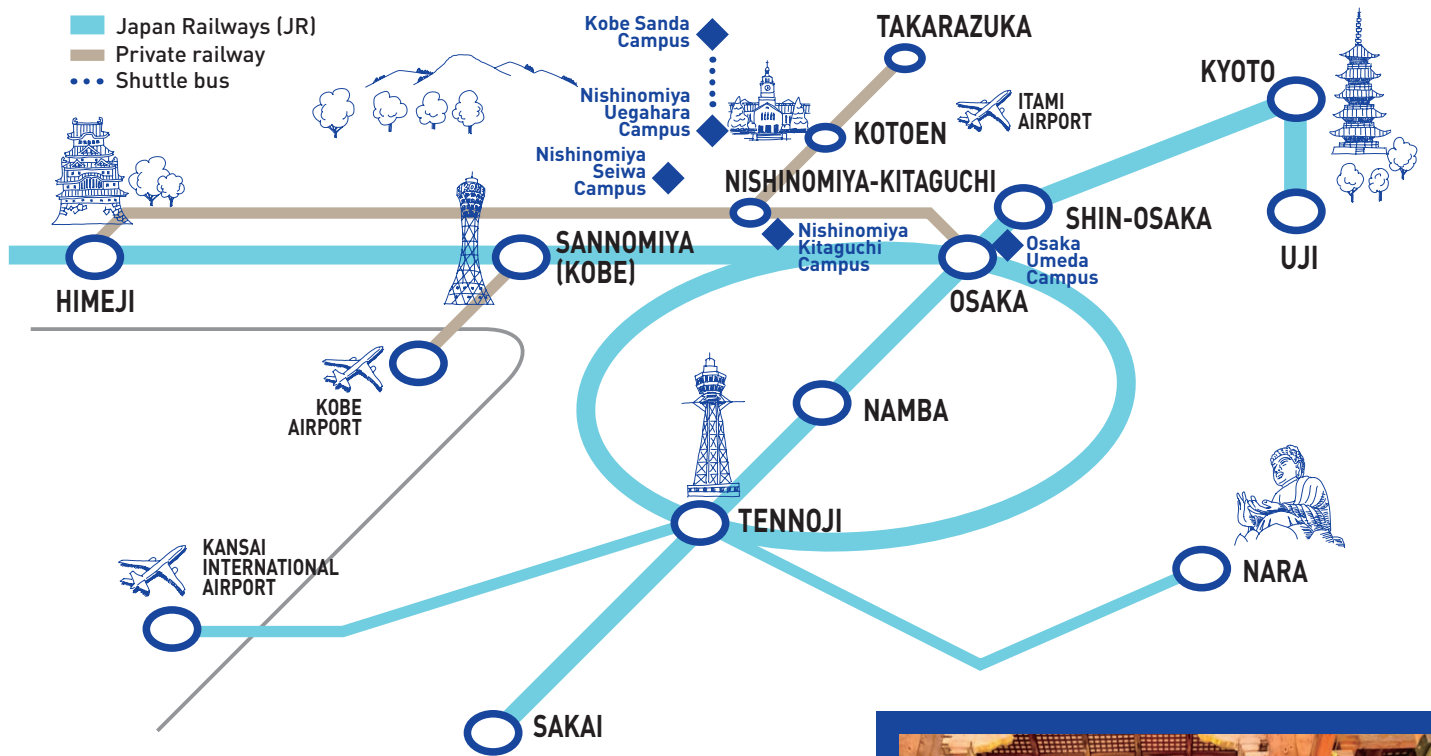 Japan Railways (JR)
Private railway
Shuttle bus
Kobe Sanda
Campus
TAKARAZUKA
KYOTO
Nishinomiya
Uegahara
Campus
ITAMI
AIRPORT
KOTOEN
Nishinomiya
Seiwa
Campus
NISHINOMIYA-KITAGUCHI
SHIN-OSAKA
UJI
SANNOMIYA
(KOBE)
Nishinomiya
Kitaguchi
Campus
Osaka
Umeda
Campus
HIMEJI
OSAKA
KOBE
AIRPORT
NAMBA
TENNOJI
KANSAI
INTERNATIONAL
AIRPORT
NARA
SAKAI